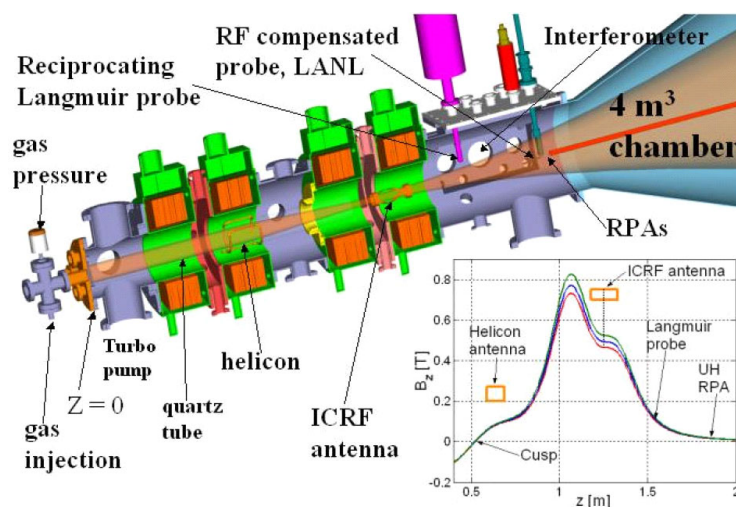 RF compensated
probe, LANL
Interferometer
Reciprocating
Langmuir probe
4 m³
chamber
gas
pressure
RPAs
Turbo
pump
Z = 0
gas
injection
quartz
tube
helicon
ICRF
antenna
0.8
0.6
0.4
0.2
0
-0.2
B_z [T]
ICRF antenna
Helicon
antenna
Langmuir
probe
UH
RPA
Cusp
0.5
1
1.5
2
z [m]